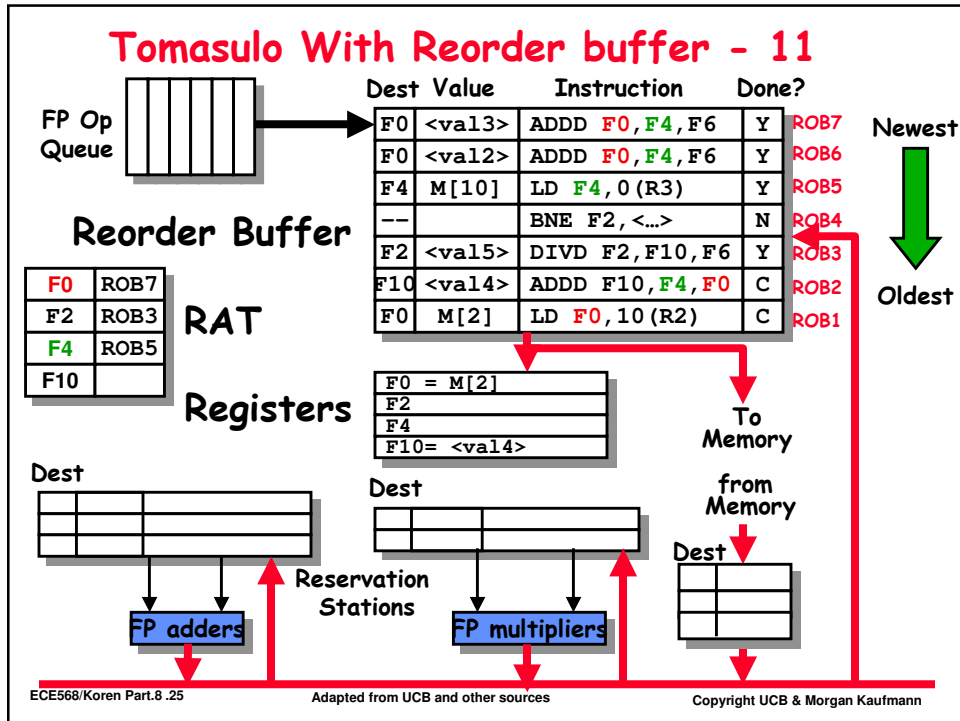 Tomasulo With Reorder buffer - 11
FP Op
Queue
Dest Value Instruction Done?
F0 <val3> ADDD F0,F4,F6 Y ROB7
F0 <val2> ADDD F0,F4,F6 Y ROB6
F4 M[10] LD F4,0(R3) Y ROB5
-- BNE F2,<…> N ROB4
F2 <val5> DIVD F2,F10,F6 Y ROB3
F10 <val4> ADDD F10,F4,F0 C ROB2
F0 M[2] LD F0,10(R2) C ROB1
Newest
Oldest
Reorder Buffer
F0 ROB7
F2 ROB3
F4 ROB5
F10
RAT
Registers
F0 = M[2]
F2
F4
F10= <val4>
To
Memory
from
Memory
Dest
Dest
Dest
Reservation
Stations
FP adders
FP multipliers
ECE568/Koren Part.8 .25
Adapted from UCB and other sources
Copyright UCB & Morgan Kaufmann